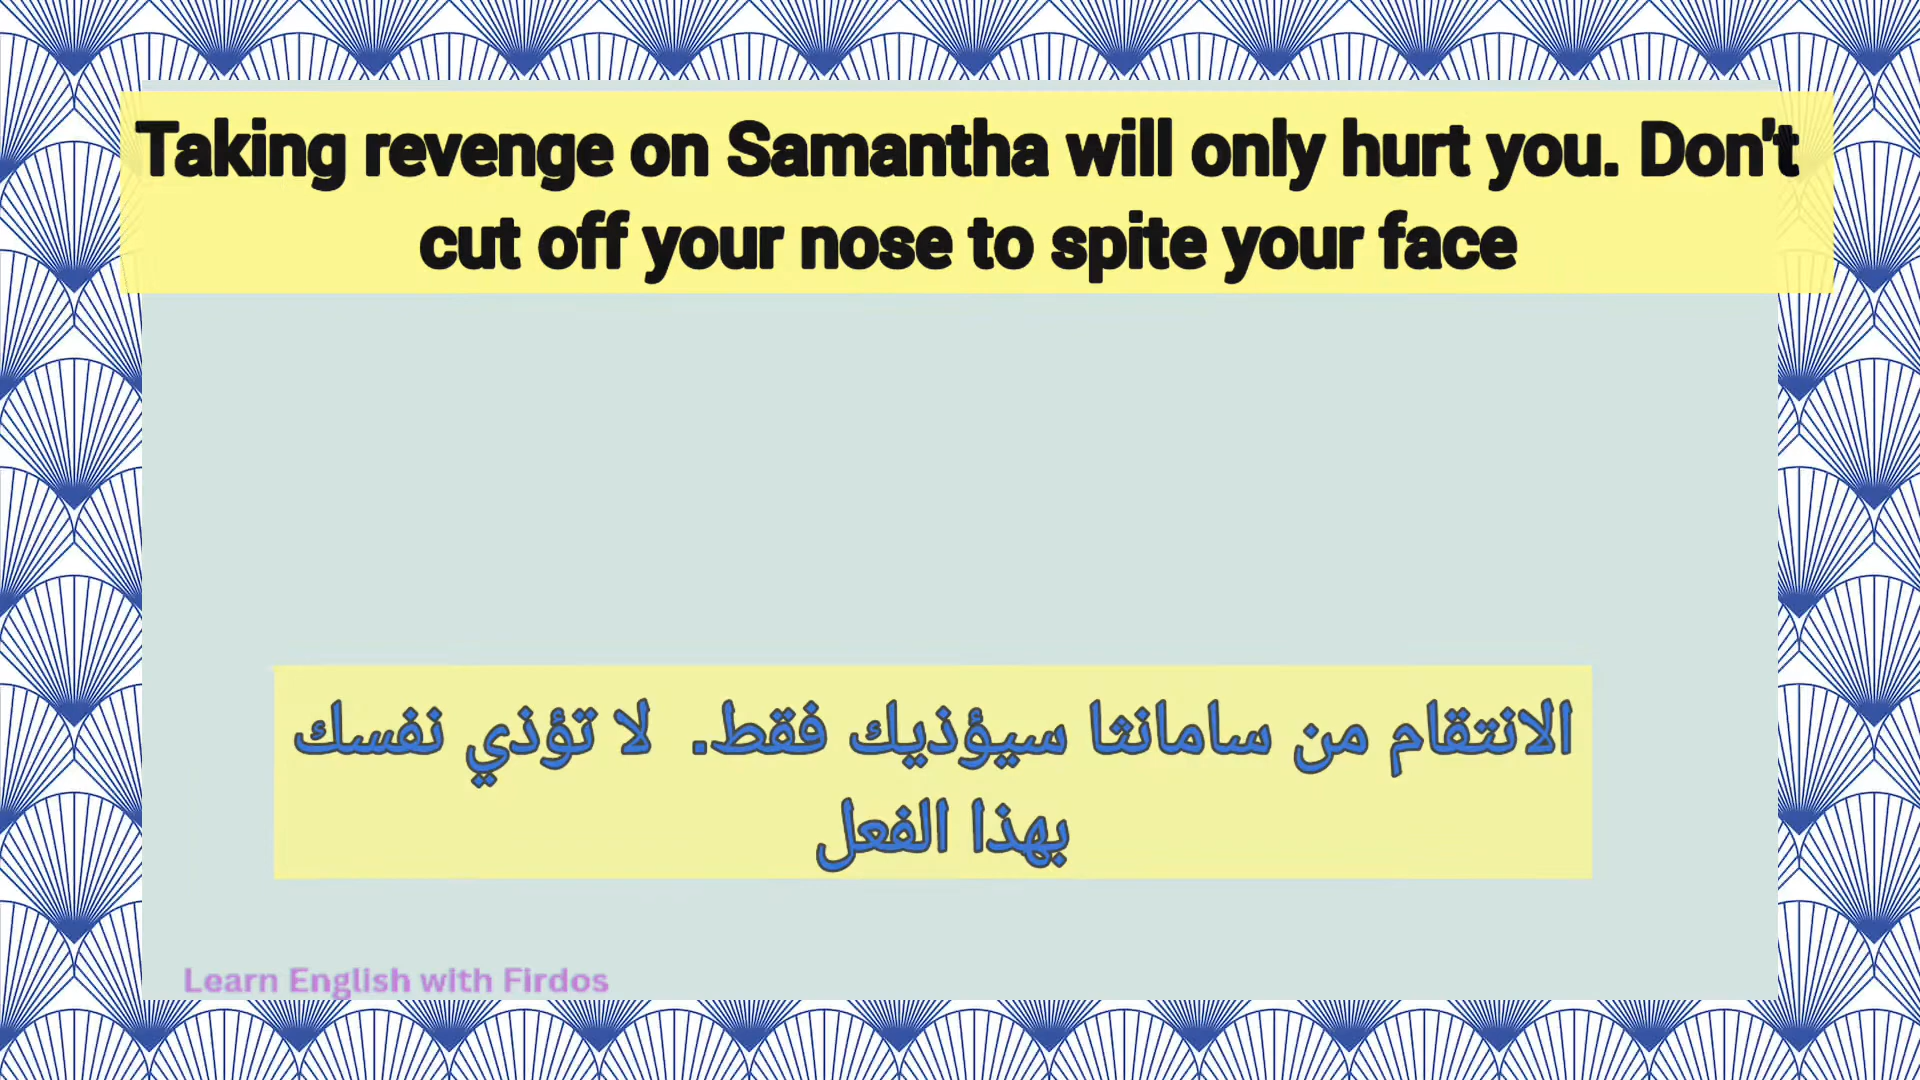 Taking revenge on Samantha will only hurt you. Don't
cut off your nose to spite your face
الانتقام من سامانثا سيؤذيك فقط. لا تؤذي نفسك
بهذا الفعل
Learn English with Firdos